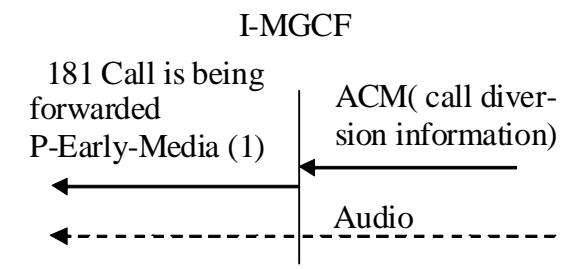 I-MGCF
181 Call is being
forwarded
P-Early-Media (1)
ACM( call diver-
sion information)
Audio